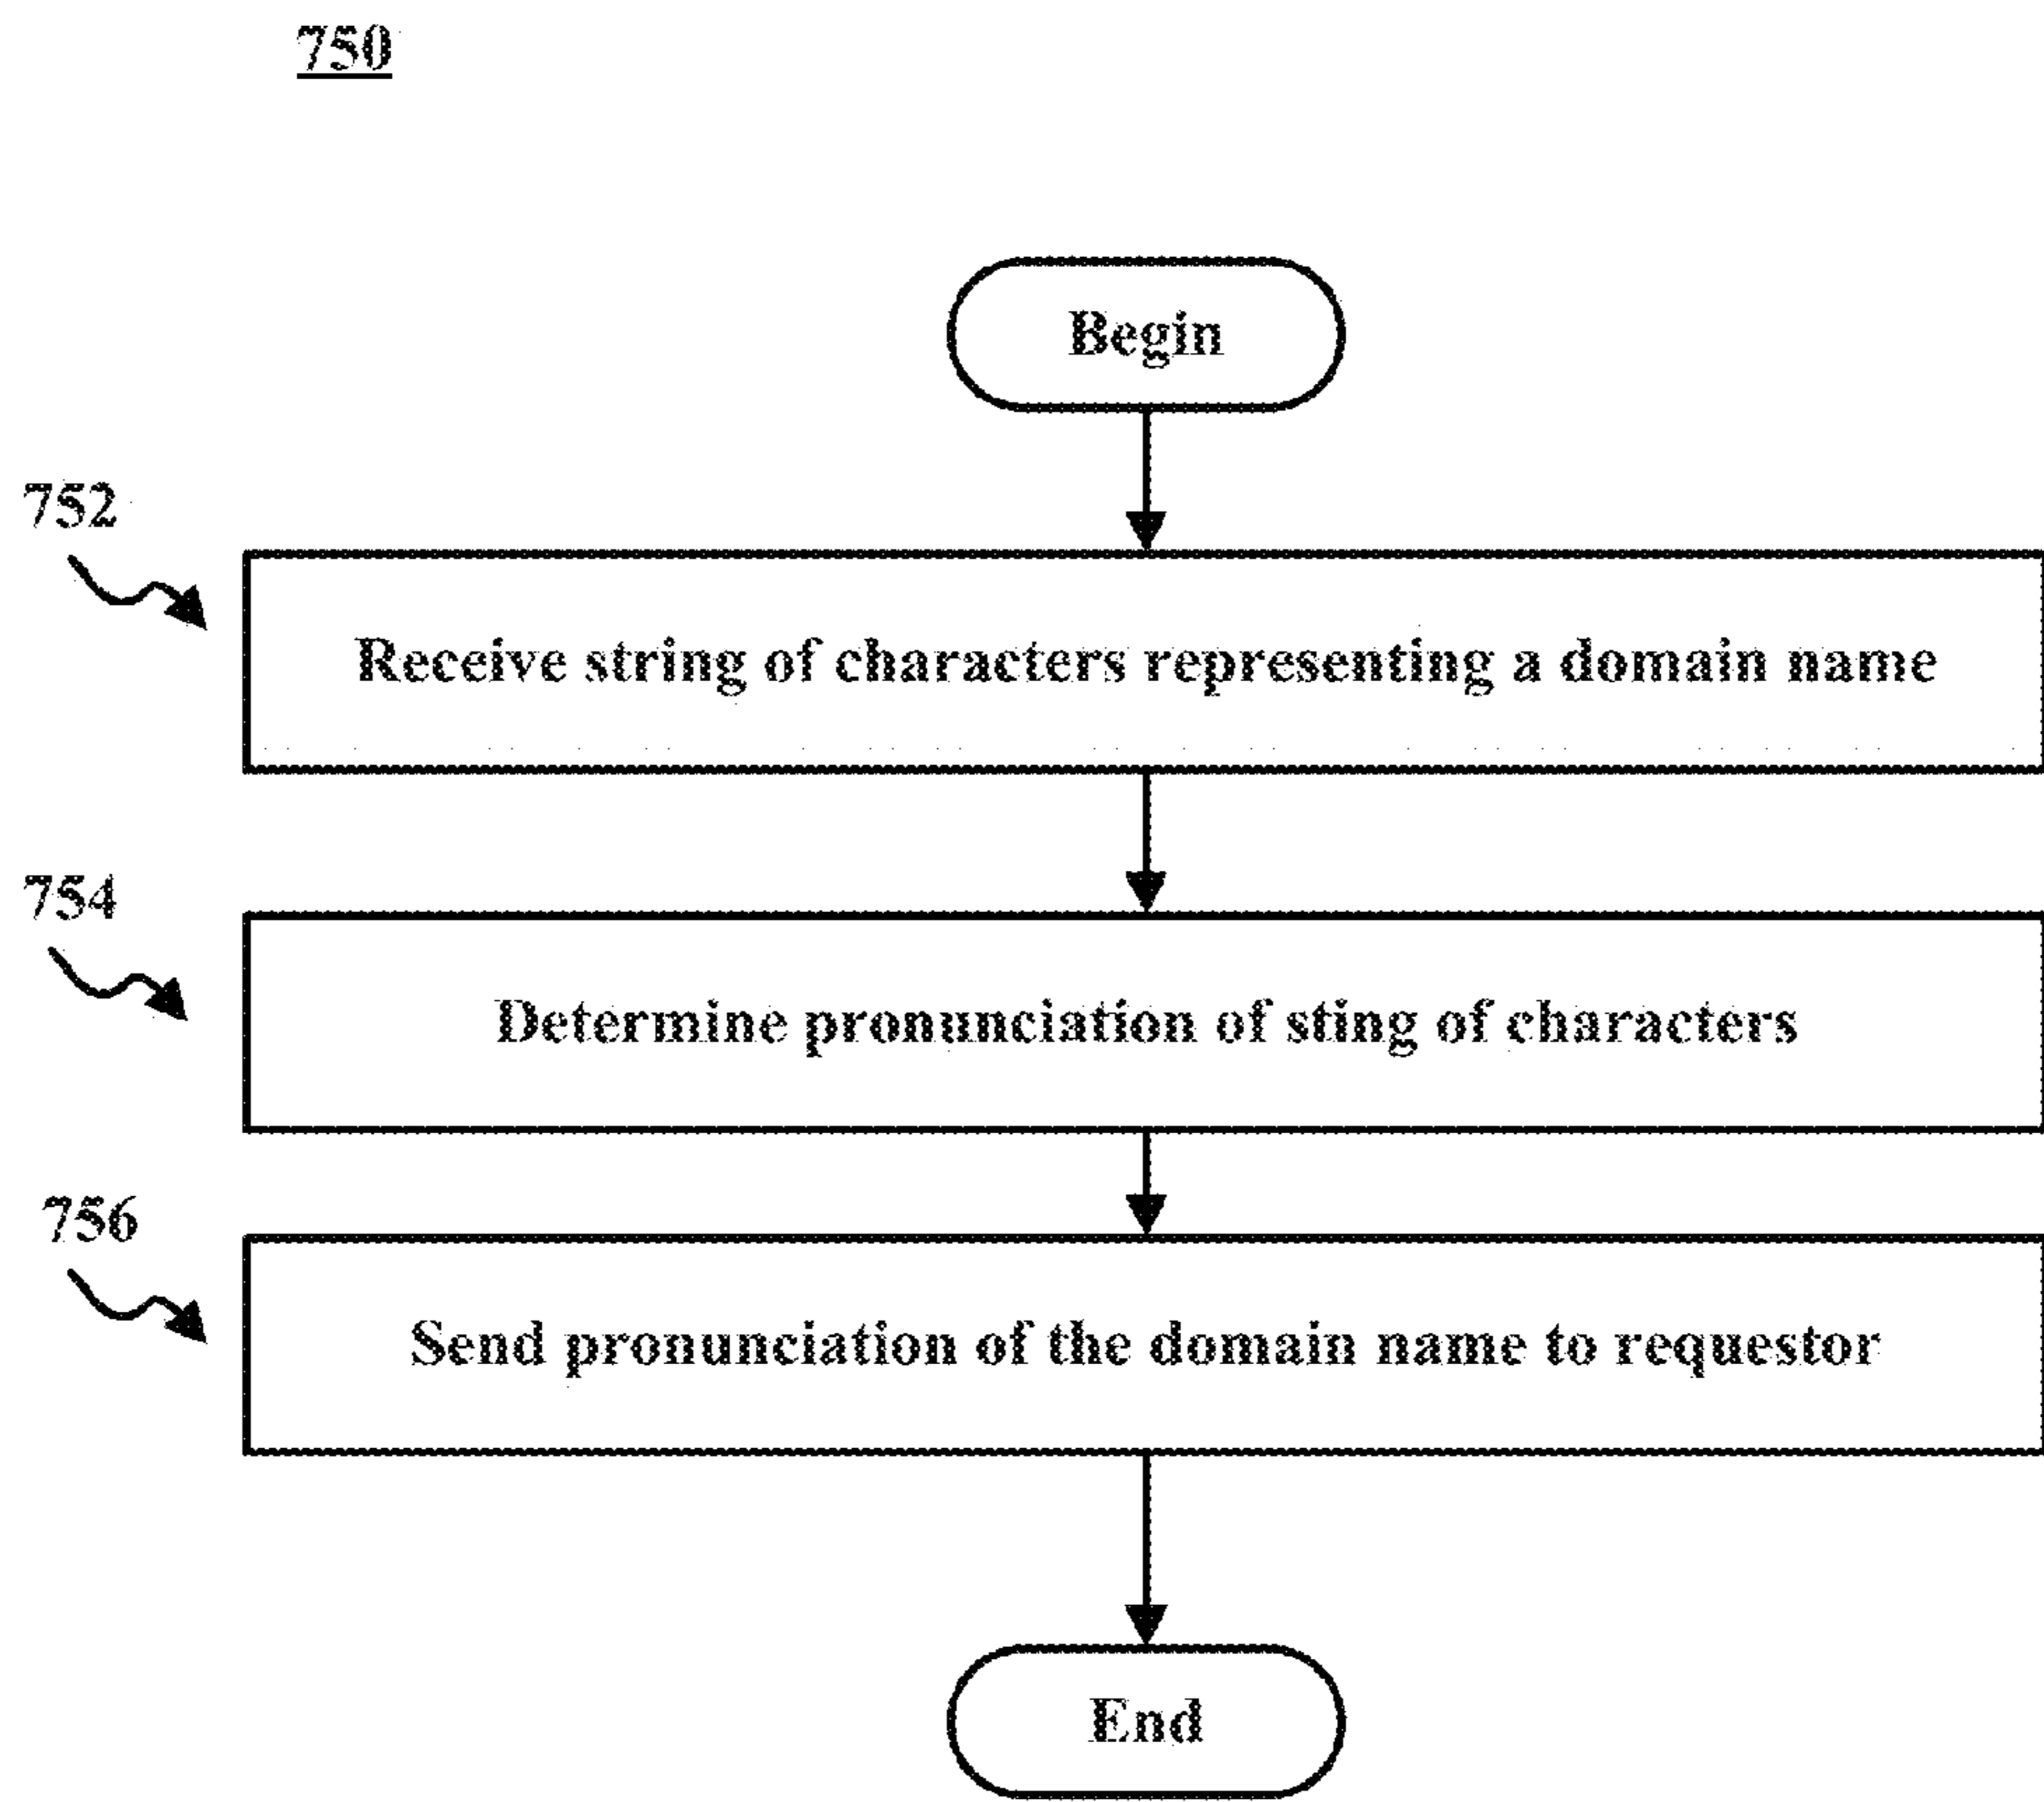 750
Begin
752
Receive string of characters representing a domain name
754
Determine pronunciation of sting of characters
756
Send pronunciation of the domain name to requestor
End